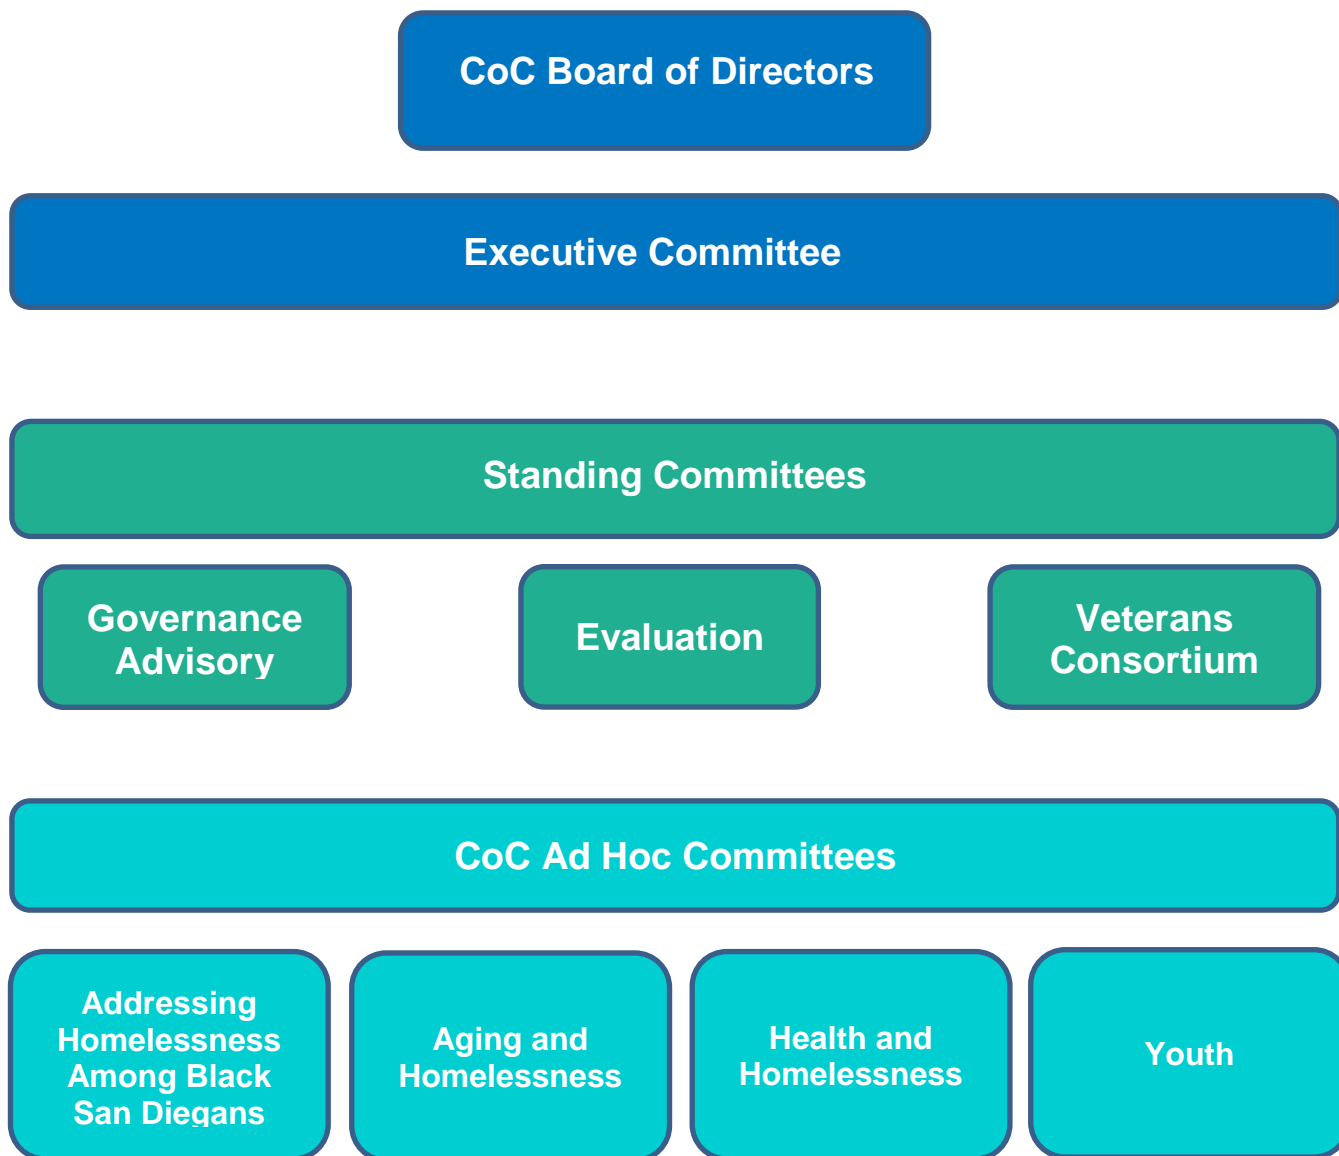 CoC Board of Directors
Executive Committee
Standing Committees
Governance
Advisory
Evaluation
Veterans
Consortium
CoC Ad Hoc Committees
Addressing
Homelessness
Among Black
San Diegans
Aging and
Homelessness
Health and
Homelessness
Youth